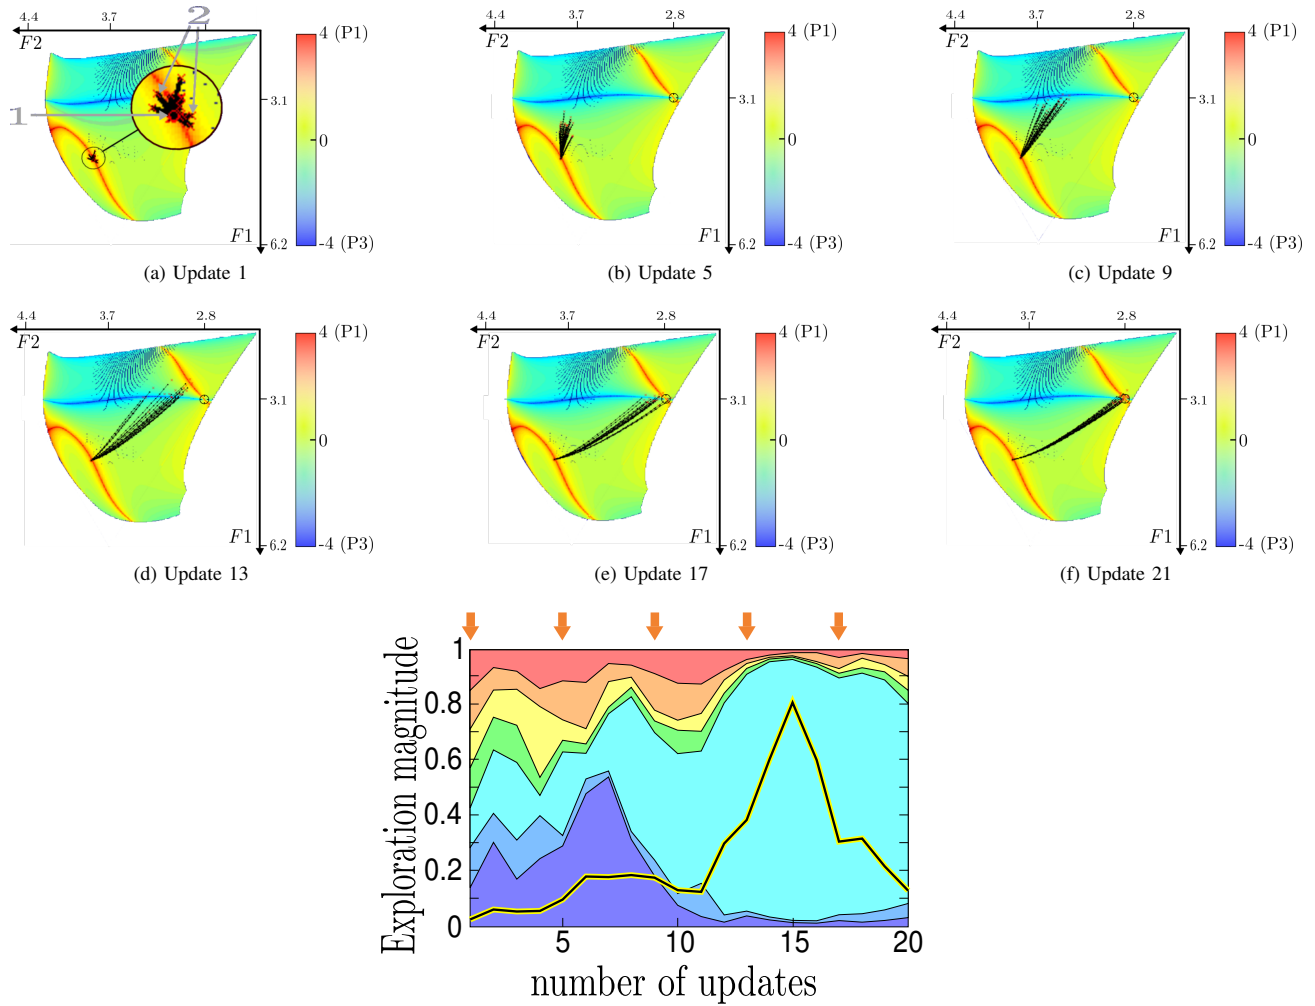 4.4 3.7 2
F2
4 (P1)
3.1
1
0
F1
6.2
-4 (P3)
(a) Update 1
4.4 3.7 2.8
F2
4 (P1)
3.1
0
F1
6.2
-4 (P3)
(b) Update 5
4.4 3.7 2.8
F2
4 (P1)
3.1
0
F1
6.2
-4 (P3)
(c) Update 9
4.4 3.7 2.8
F2
4 (P1)
3.1
0
F1
6.2
-4 (P3)
(d) Update 13
4.4 3.7 2.8
F2
4 (P1)
3.1
0
F1
6.2
-4 (P3)
(e) Update 17
4.4 3.7 2.8
F2
4 (P1)
3.1
0
F1
6.2
-4 (P3)
(f) Update 21
Exploration magnitude
1
0.8
0.6
0.4
0.2
0
5 10 15 20
number of updates